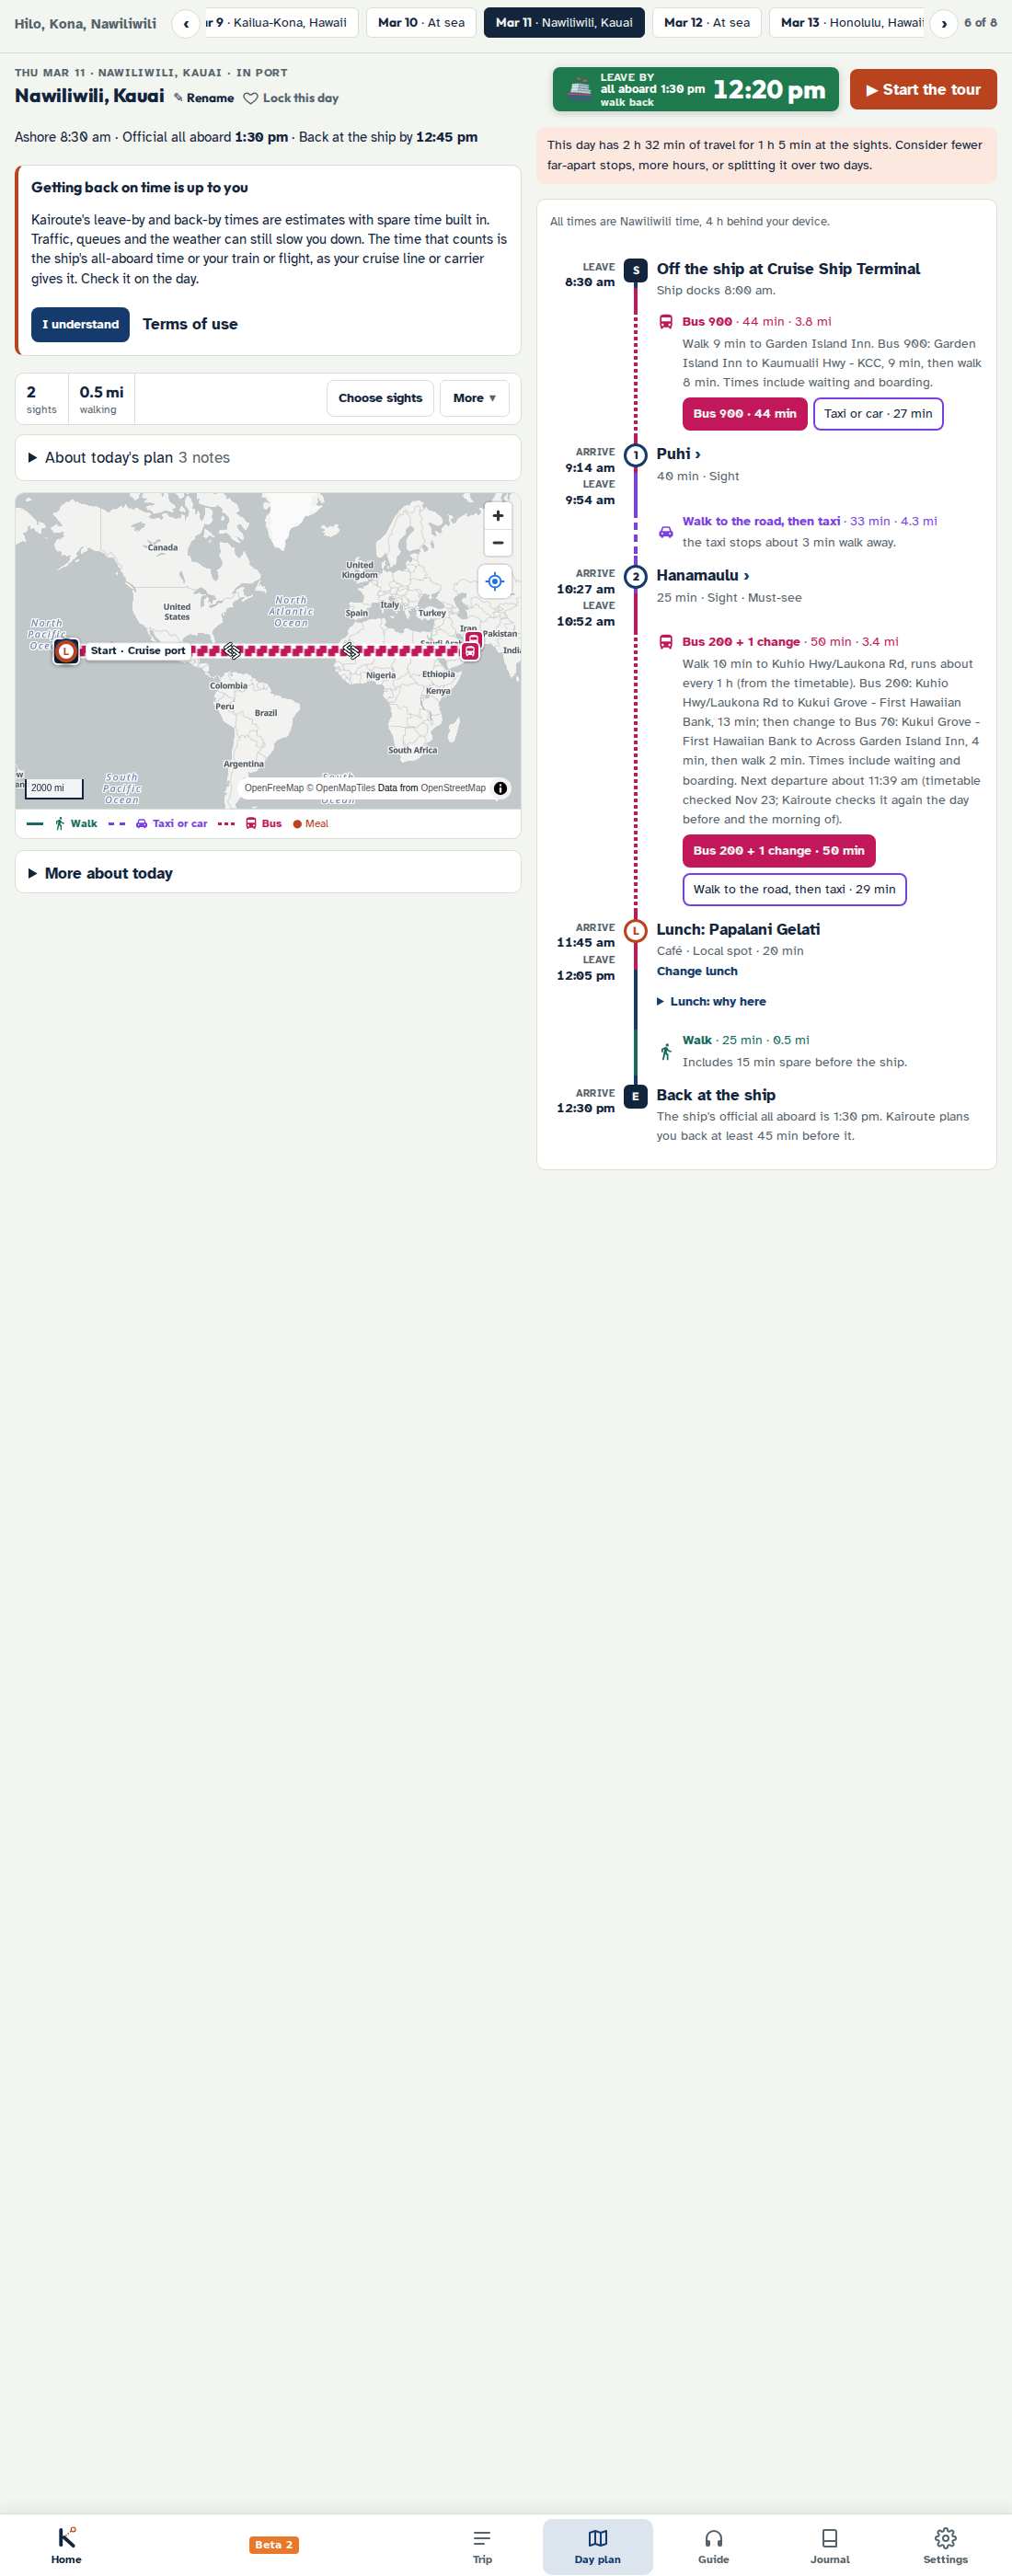 Hilo, Kona, Nawiliwili
‹
ır 9 · Kailua-Kona, Hawaii
Mar 10 · At sea
Mar 11 · Nawiliwili, Kauai
Mar 12 · At sea
Mar 13 · Honolulu, Hawaii
›
6 of 8
THU MAR 11 · NAWILIWILI, KAUAI · IN PORT
Nawiliwili, Kauai ✎ Rename Lock this day
LEAVE BY
all aboard 1:30 pm
walk back
12:20 pm
▶ Start the tour
Ashore 8:30 am · Official all aboard 1:30 pm · Back at the ship by 12:45 pm
Getting back on time is up to you
Kairoute's leave-by and back-by times are estimates with spare time built in.
Traffic, queues and the weather can still slow you down. The time that counts is
the ship's all-aboard time or your train or flight, as your cruise line or carrier
gives it. Check it on the day.
I understand
Terms of use
2
sights
0.5 mi
walking
Choose sights
More ▾
▶ About today's plan 3 notes
Canada
United Kingdom
United States
North Atlantic Ocean
Spain
Italy
Turkey
North Pacific Ocean
Iran
Pakistan
Saudi Arabia
India
L
Start · Cruise port
Colombia
Nigeria
Ethiopia
Kenya
Peru
Brazil
South Africa
Argentina
South Pacific Ocean
South
Ocean
+
−
2000 mi
OpenFreeMap © OpenMapTiles Data from OpenStreetMap
Walk
Taxi or car
Bus
Meal
▶ More about today
This day has 2 h 32 min of travel for 1 h 5 min at the sights. Consider fewer
far-apart stops, more hours, or splitting it over two days.
All times are Nawiliwili time, 4 h behind your device.
LEAVE
8:30 am
S
Off the ship at Cruise Ship Terminal
Ship docks 8:00 am.
Bus 900 · 44 min · 3.8 mi
Walk 9 min to Garden Island Inn. Bus 900: Garden
Island Inn to Kaumualii Hwy - KCC, 9 min, then walk
8 min. Times include waiting and boarding.
Bus 900 · 44 min
Taxi or car · 27 min
ARRIVE
9:14 am
LEAVE
9:54 am
1
Puhi ›
40 min · Sight
Walk to the road, then taxi · 33 min · 4.3 mi
the taxi stops about 3 min walk away.
ARRIVE
10:27 am
LEAVE
10:52 am
2
Hanamaulu ›
25 min · Sight · Must-see
Bus 200 + 1 change · 50 min · 3.4 mi
Walk 10 min to Kuhio Hwy/Laukona Rd, runs about
every 1 h (from the timetable). Bus 200: Kuhio
Hwy/Laukona Rd to Kukui Grove - First Hawaiian
Bank, 13 min; then change to Bus 70: Kukui Grove -
First Hawaiian Bank to Across Garden Island Inn, 4
min, then walk 2 min. Times include waiting and
boarding. Next departure about 11:39 am (timetable
checked Nov 23; Kairoute checks it again the day
before and the morning of).
Bus 200 + 1 change · 50 min
Walk to the road, then taxi · 29 min
ARRIVE
11:45 am
LEAVE
12:05 pm
L
Lunch: Papalani Gelati
Café · Local spot · 20 min
Change lunch
▶ Lunch: why here
Walk · 25 min · 0.5 mi
Includes 15 min spare before the ship.
ARRIVE
12:30 pm
E
Back at the ship
The ship's official all aboard is 1:30 pm. Kairoute plans
you back at least 45 min before it.
Home
Beta 2
Trip
Day plan
Guide
Journal
Settings